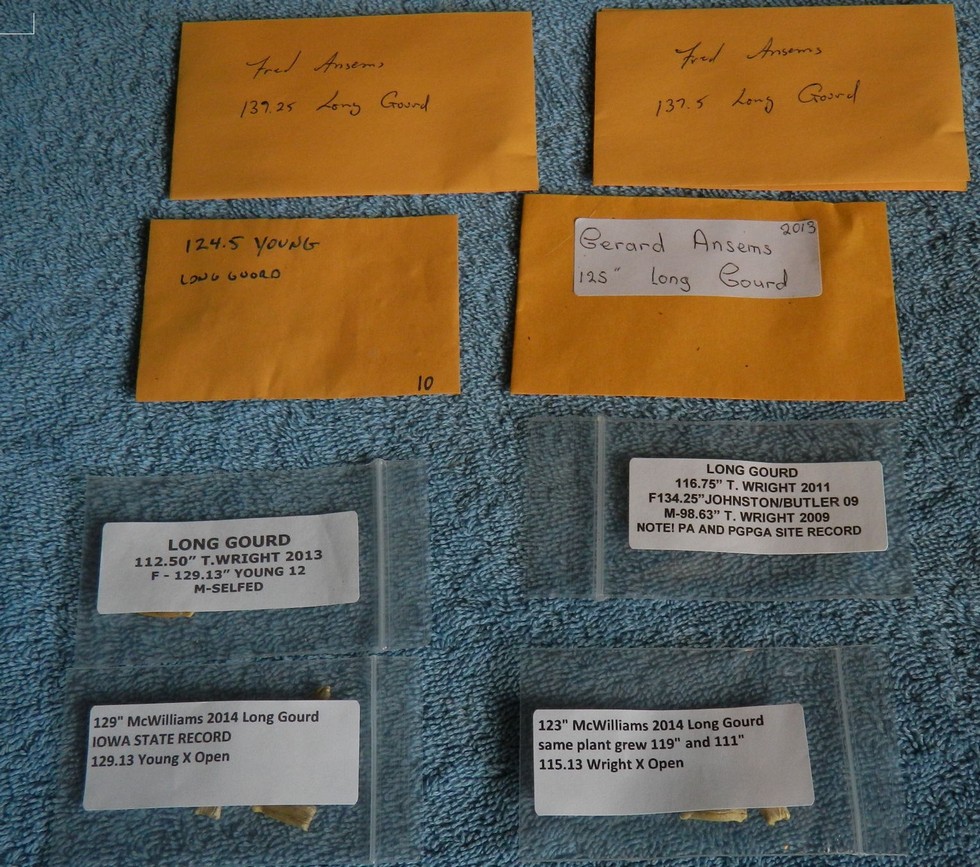 Fred Ansems
139.25 Long Gourd
Fred Ansems
137.5 Long Gourd
124.5 YOUNG
LONG GUORD
10
2013
Gerard Ansems
125" Long Gourd
LONG GOURD
112.50" T.WRIGHT 2013
F - 129.13" YOUNG 12
M-SELFED
LONG GOURD
116.75" T. WRIGHT 2011
F134.25"JOHNSTON/BUTLER 09
M-98.63" T. WRIGHT 2009
NOTE! PA AND PGPGA SITE RECORD
129" McWilliams 2014 Long Gourd
IOWA STATE RECORD
129.13 Young X Open
123" McWilliams 2014 Long Gourd
same plant grew 119" and 111"
115.13 Wright X Open